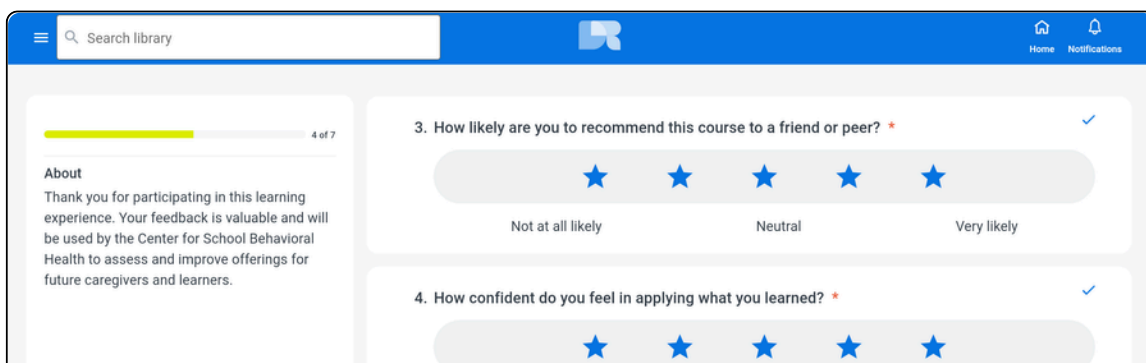 Search library
Home
Notifications
4 of 7
About
Thank you for participating in this learning
experience. Your feedback is valuable and will
be used by the Center for School Behavioral
Health to assess and improve offerings for
future caregivers and learners.
3. How likely are you to recommend this course to a friend or peer? *
Not at all likely
Neutral
Very likely
4. How confident do you feel in applying what you learned? *